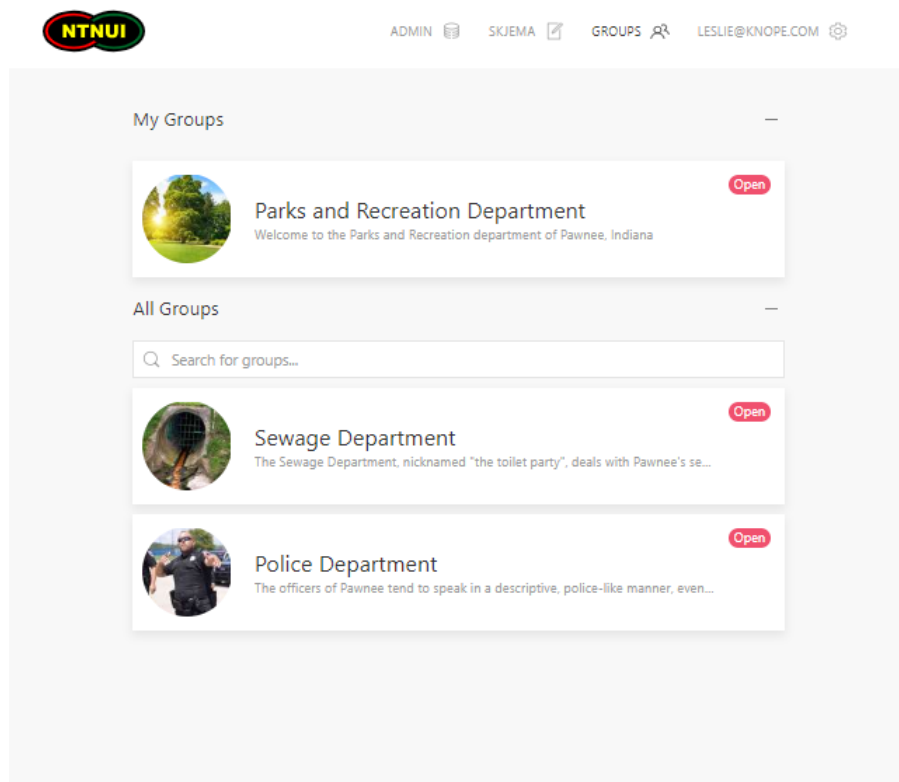 NTNUI
ADMIN SKJEMA GROUPS LESLIE@KNOPE.COM
My Groups
Open
Parks and Recreation Department
Welcome to the Parks and Recreation department of Pawnee, Indiana
All Groups
Search for groups...
Open
Sewage Department
The Sewage Department, nicknamed "the toilet party", deals with Pawnee's se...
Open
Police Department
The officers of Pawnee tend to speak in a descriptive, police-like manner, even...